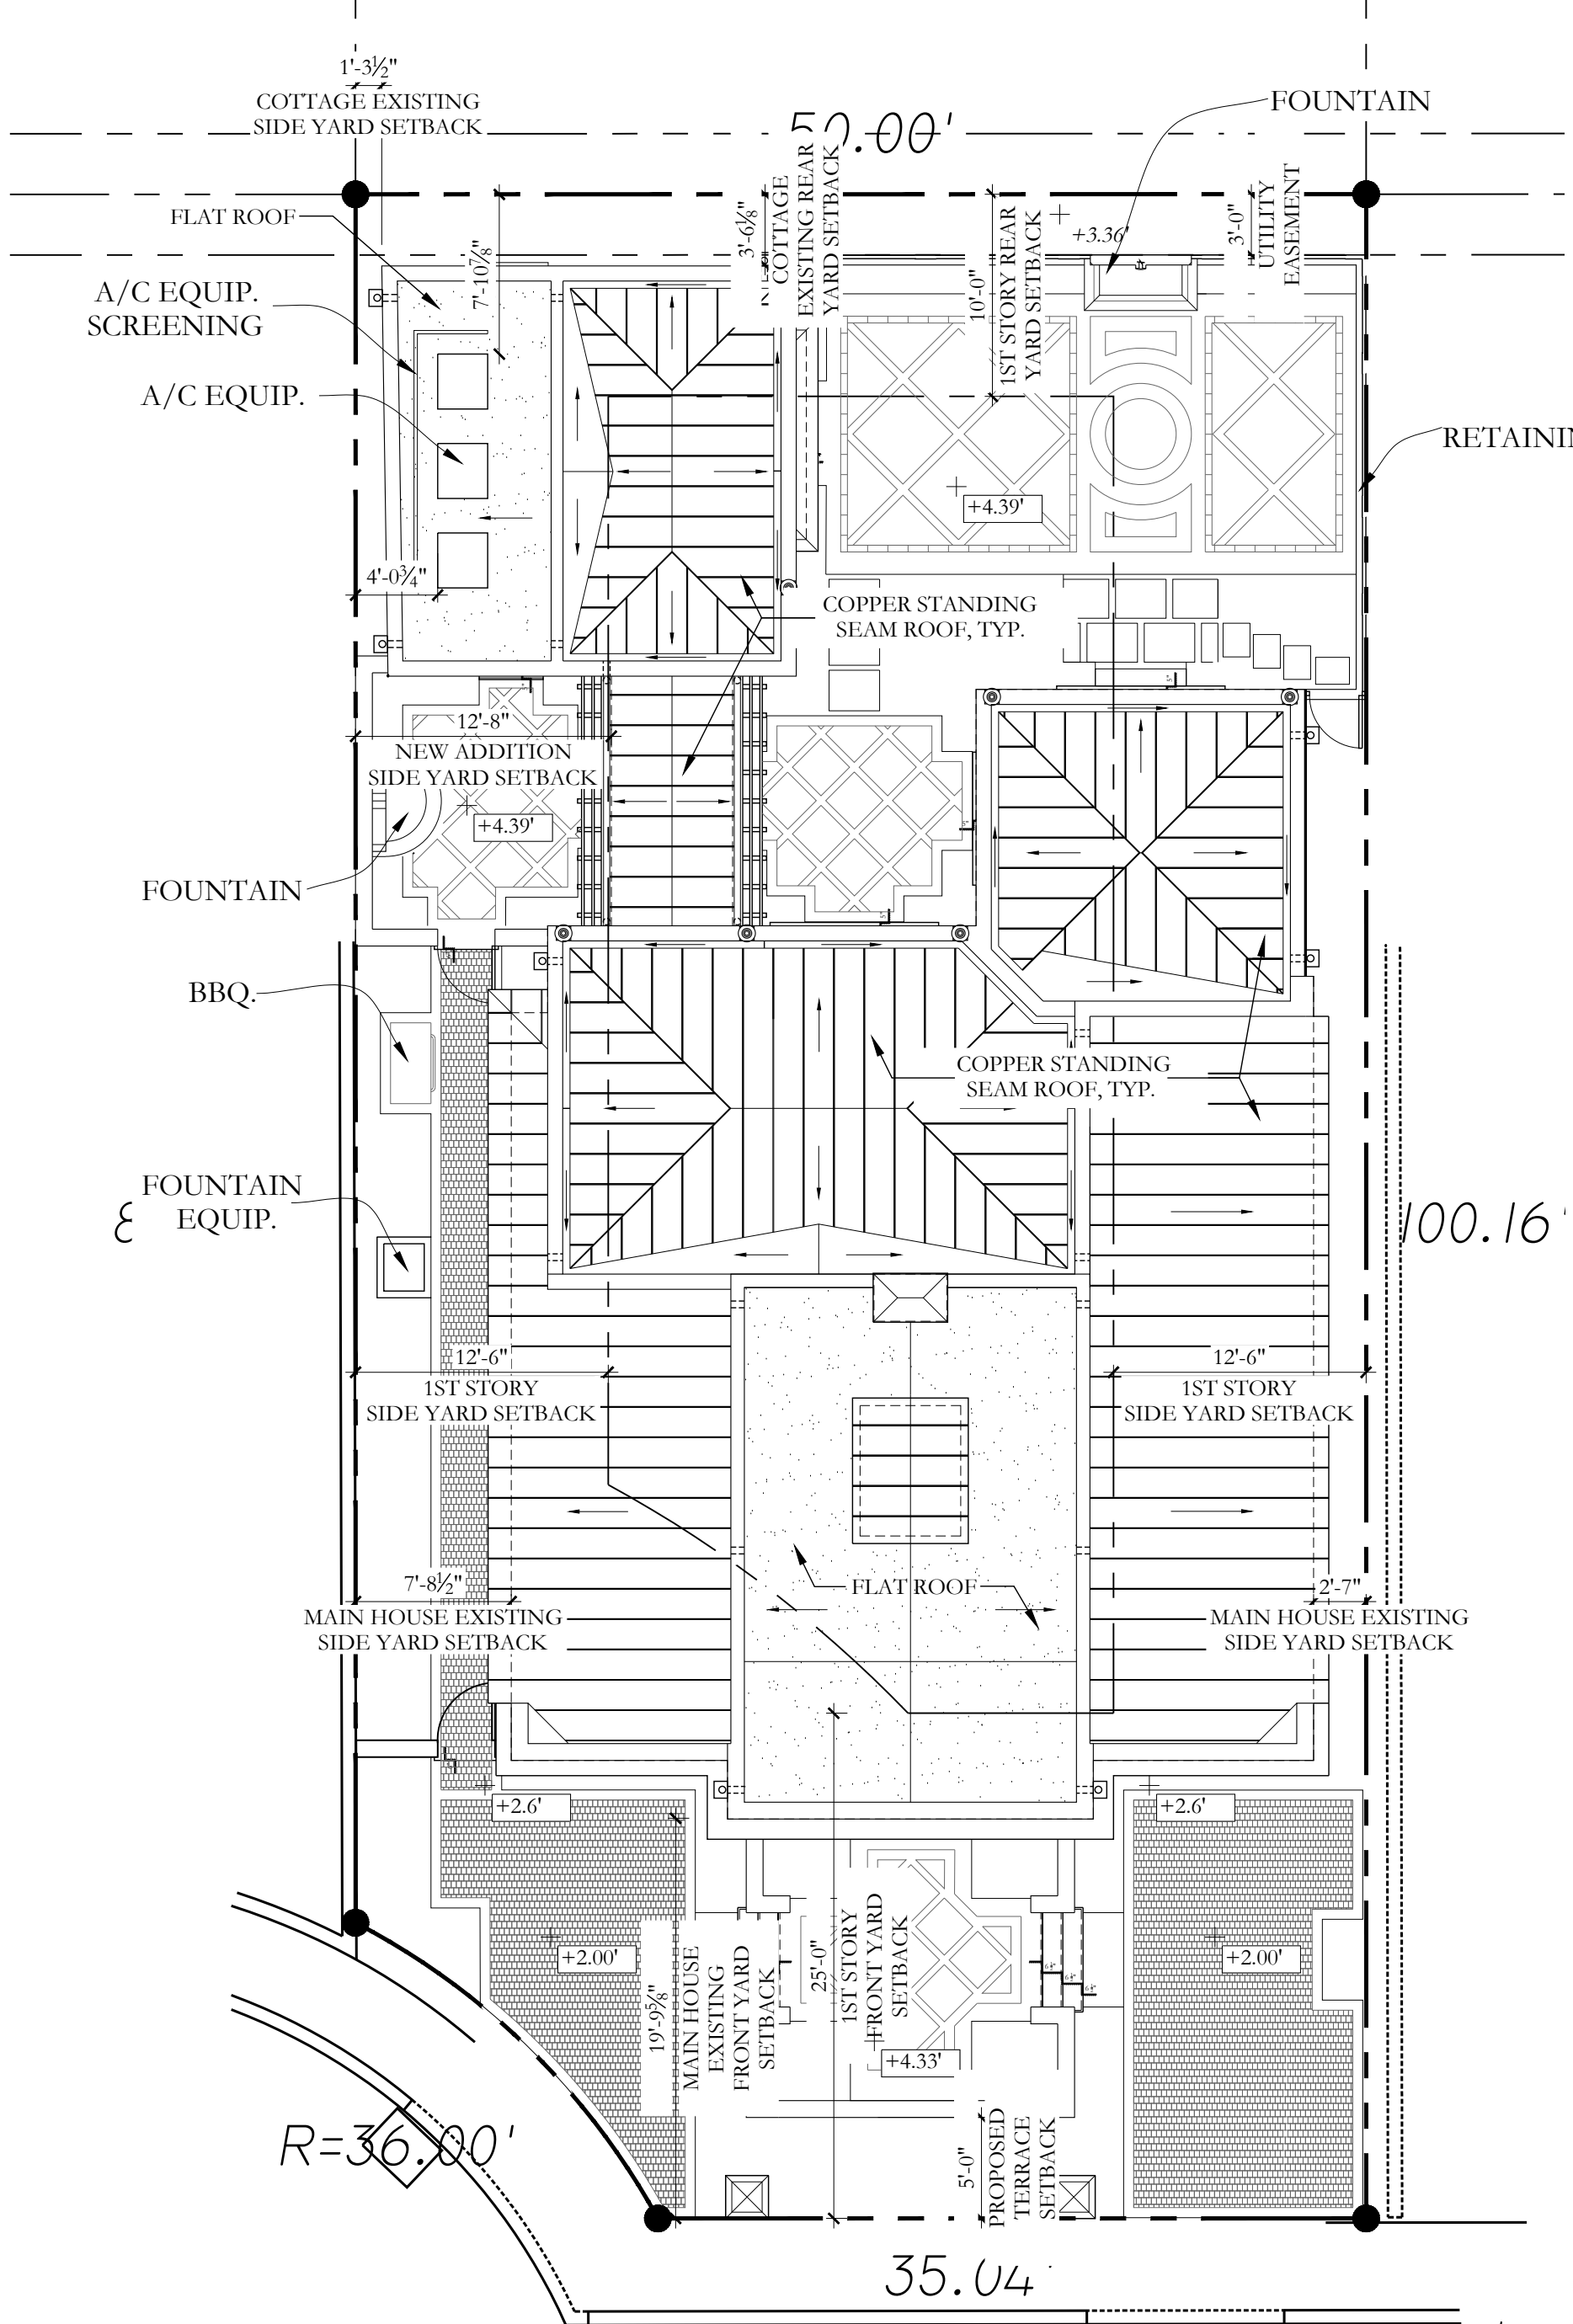 1'-3½"
COTTAGE EXISTING
SIDE YARD SETBACK
50.00'
FOUNTAIN
FLAT ROOF
7'-10⅞"
3'-6⅛"
COTTAGE
EXISTING REAR
YARD SETBACK
10'-0"
1ST STORY REAR
YARD SETBACK
+3.36'
3'-0"
UTILITY
EASEMENT
A/C EQUIP.
SCREENING
A/C EQUIP.
+4.39'
4'-0¾"
COPPER STANDING
SEAM ROOF, TYP.
12'-8"
NEW ADDITION
SIDE YARD SETBACK
+4.39'
FOUNTAIN
BBQ.
COPPER STANDING
SEAM ROOF, TYP.
FOUNTAIN
EQUIP.
100.16'
12'-6"
1ST STORY
SIDE YARD SETBACK
12'-6"
1ST STORY
SIDE YARD SETBACK
FLAT ROOF
7'-8½"
MAIN HOUSE EXISTING
SIDE YARD SETBACK
2'-7"
MAIN HOUSE EXISTING
SIDE YARD SETBACK
+2.6'
+2.6'
+2.00'
19'-9⅝"
MAIN HOUSE
EXISTING
FRONT YARD
SETBACK
25'-0"
1ST STORY
FRONT YARD
SETBACK
+2.00'
+4.33'
5'-0"
PROPOSED
TERRACE
SETBACK
R=36.00'
35.04'